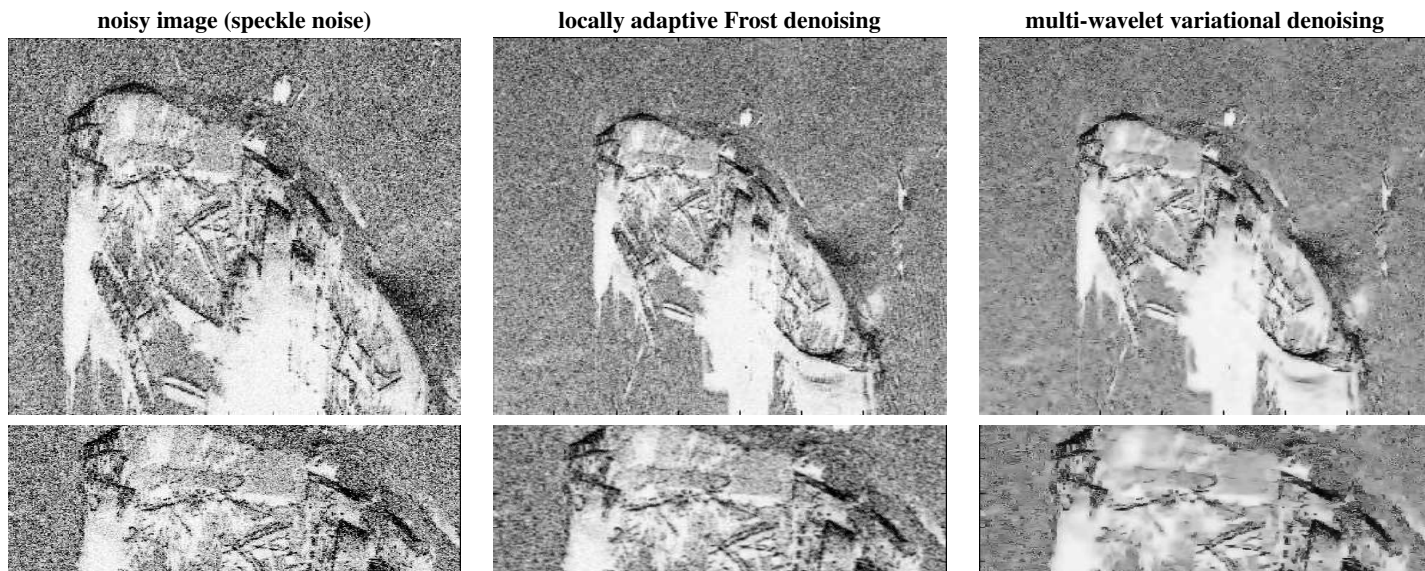 noisy image (speckle noise)
locally adaptive Frost denoising
multi-wavelet variational denoising